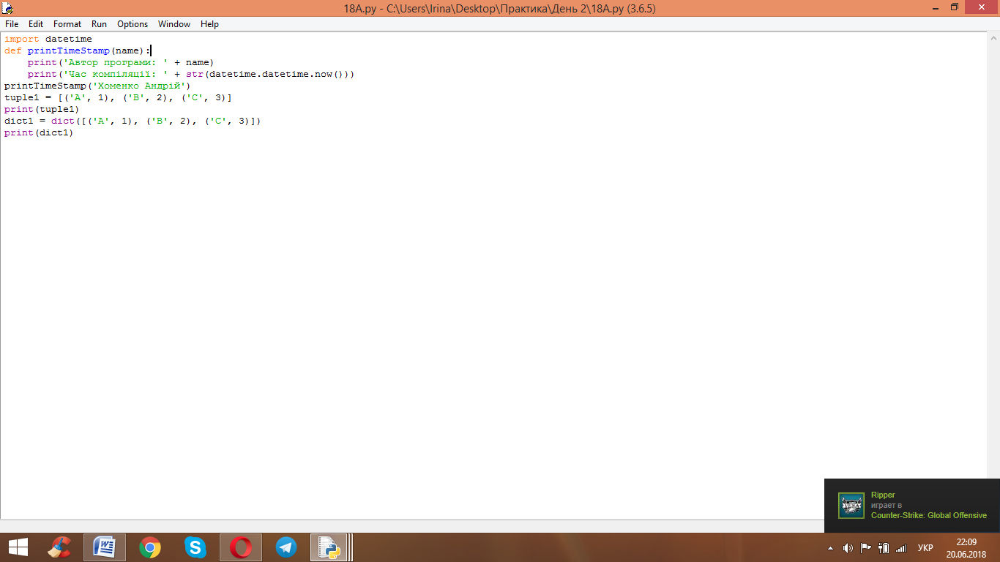 18A.py - C:\Users\Irina\Desktop\Практика\День 2\18A.py (3.6.5)
File Edit Format Run Options Window Help
import datetime
def printTimeStamp(name):
    print('Автор програми: ' + name)
    print('Час компіляції: ' + str(datetime.datetime.now()))
printTimeStamp('Хоменко Андрій')
tuple1 = [('A', 1), ('B', 2), ('C', 3)]
print(tuple1)
dict1 = dict([('A', 1), ('B', 2), ('C', 3)])
print(dict1)
Ripper
играет в
Counter-Strike: Global Offensive
УКР
22:09
20.06.2018